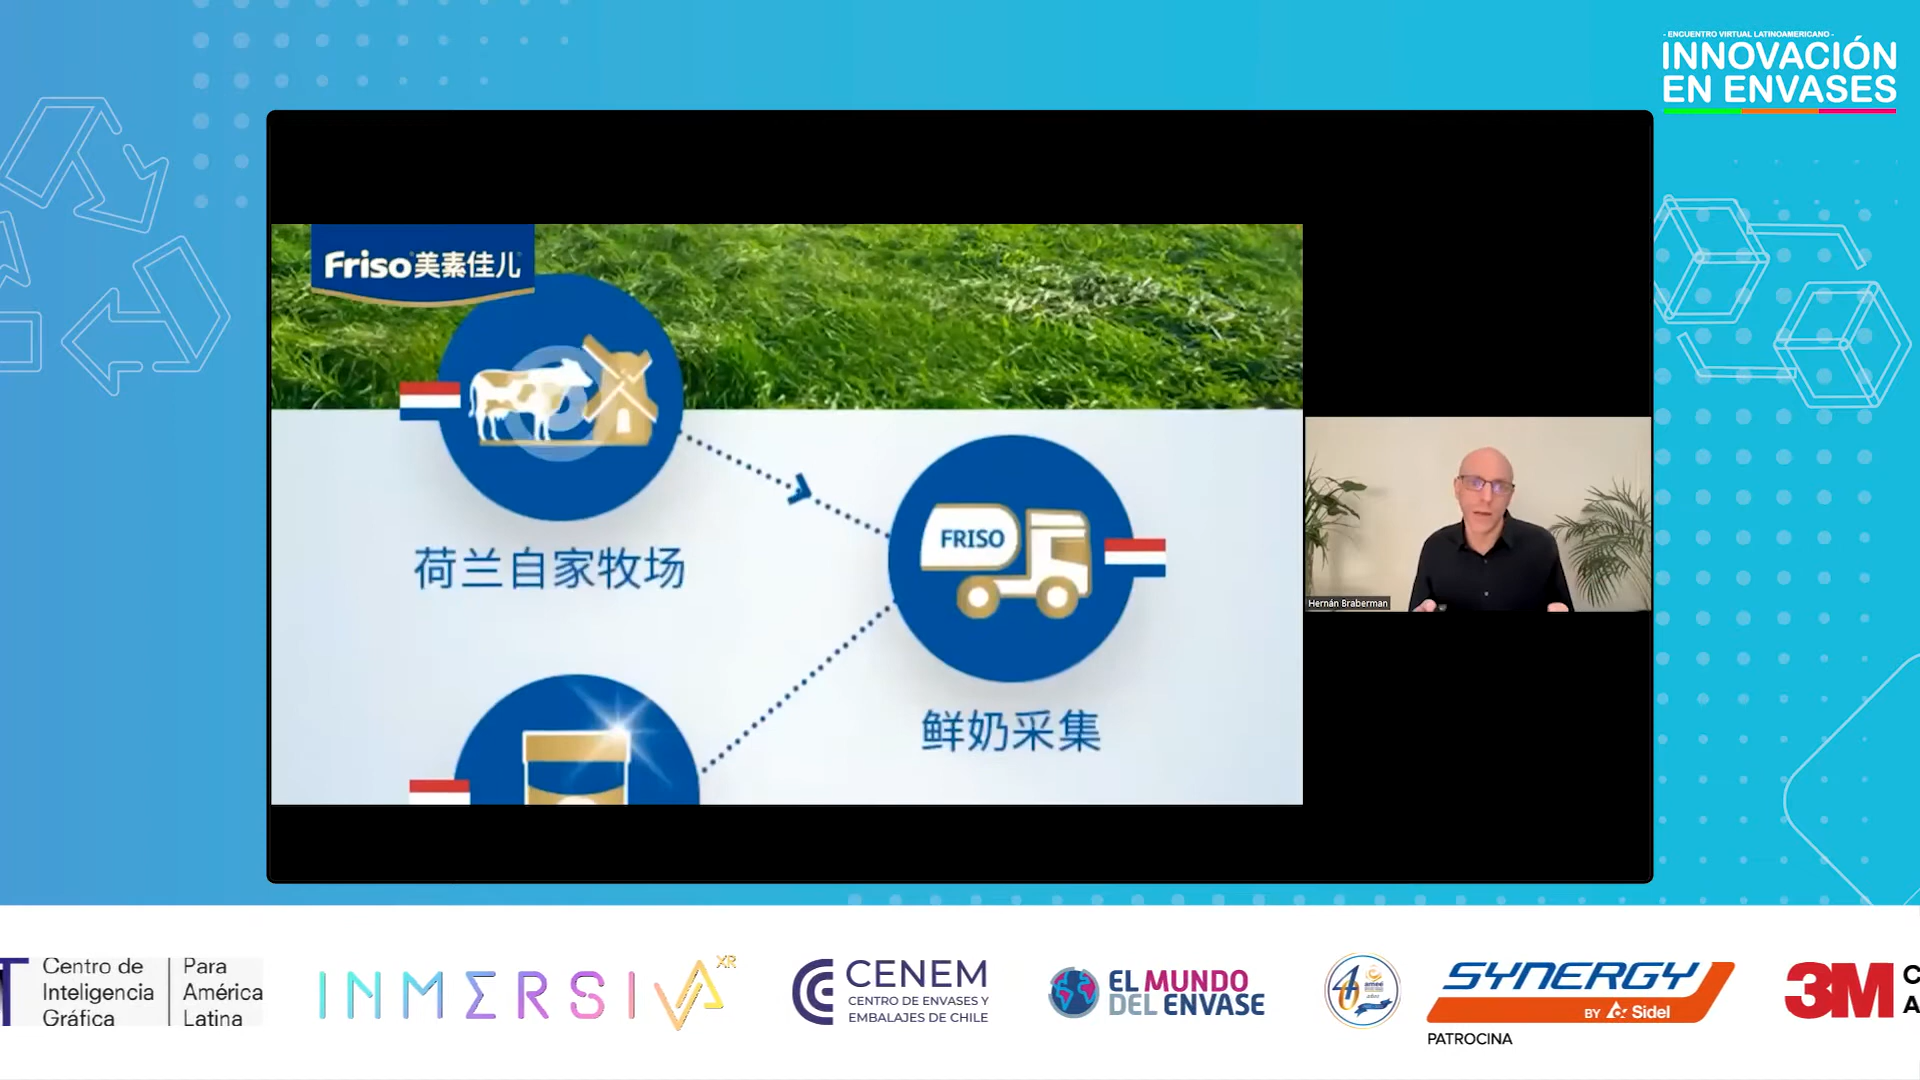 - ENCUENTRO VIRTUAL LATINOAMERICANO -
INNOVACIÓN
EN ENVASES
Friso美素佳儿
荷兰自家牧场
FRISO
鲜奶采集
Hernán Braberman
Centro de
Inteligencia
Gráfica
Para
América
Latina
INMERSIVA XR
CENEM
CENTRO DE ENVASES Y
EMBALAJES DE CHILE
EL MUNDO
DEL ENVASE
40
SYNERGY
BY Sidel
PATROCINA
3M